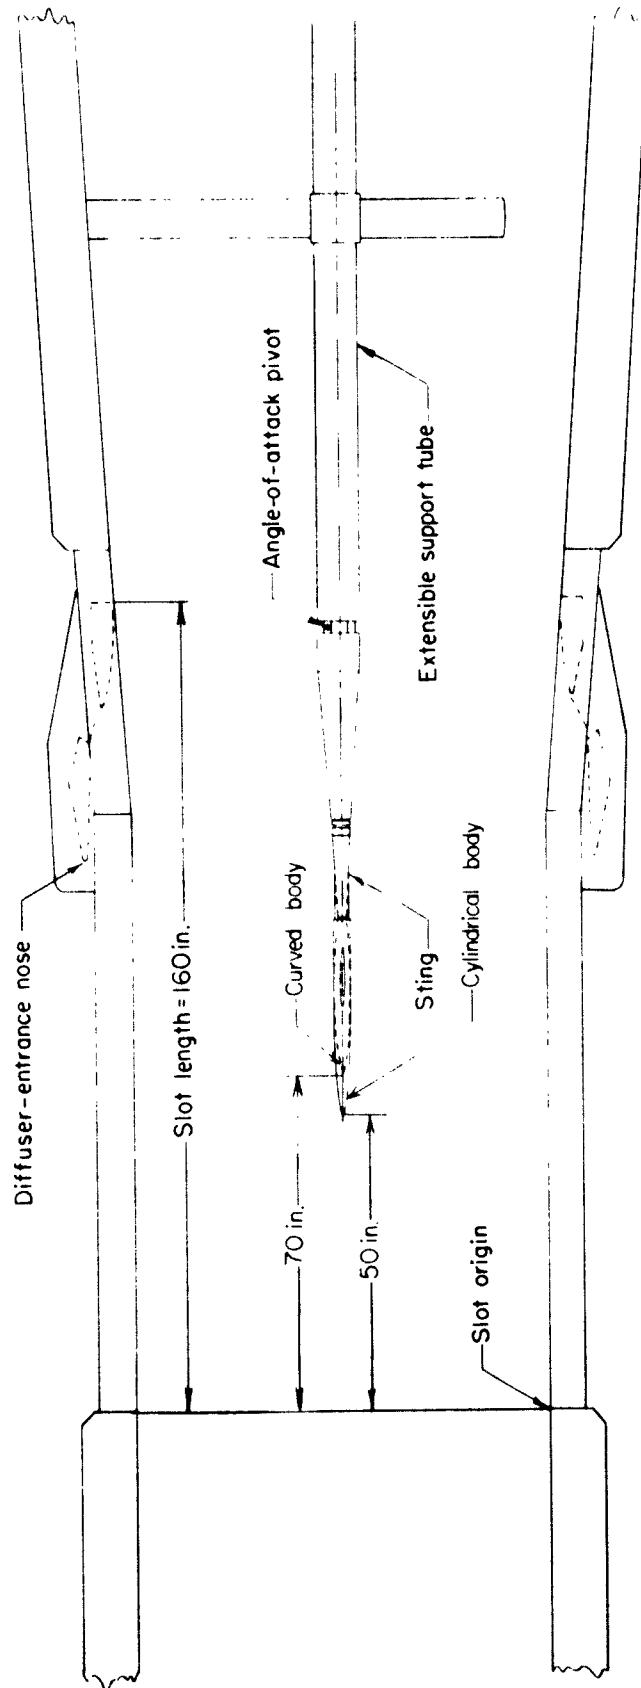 Diffuser-entrance nose
Slot length=160 in.
Angle-of-attack pivot
Curved body
70 in.
50 in.
Extensible support tube
Sting
Cylindrical body
Slot origin